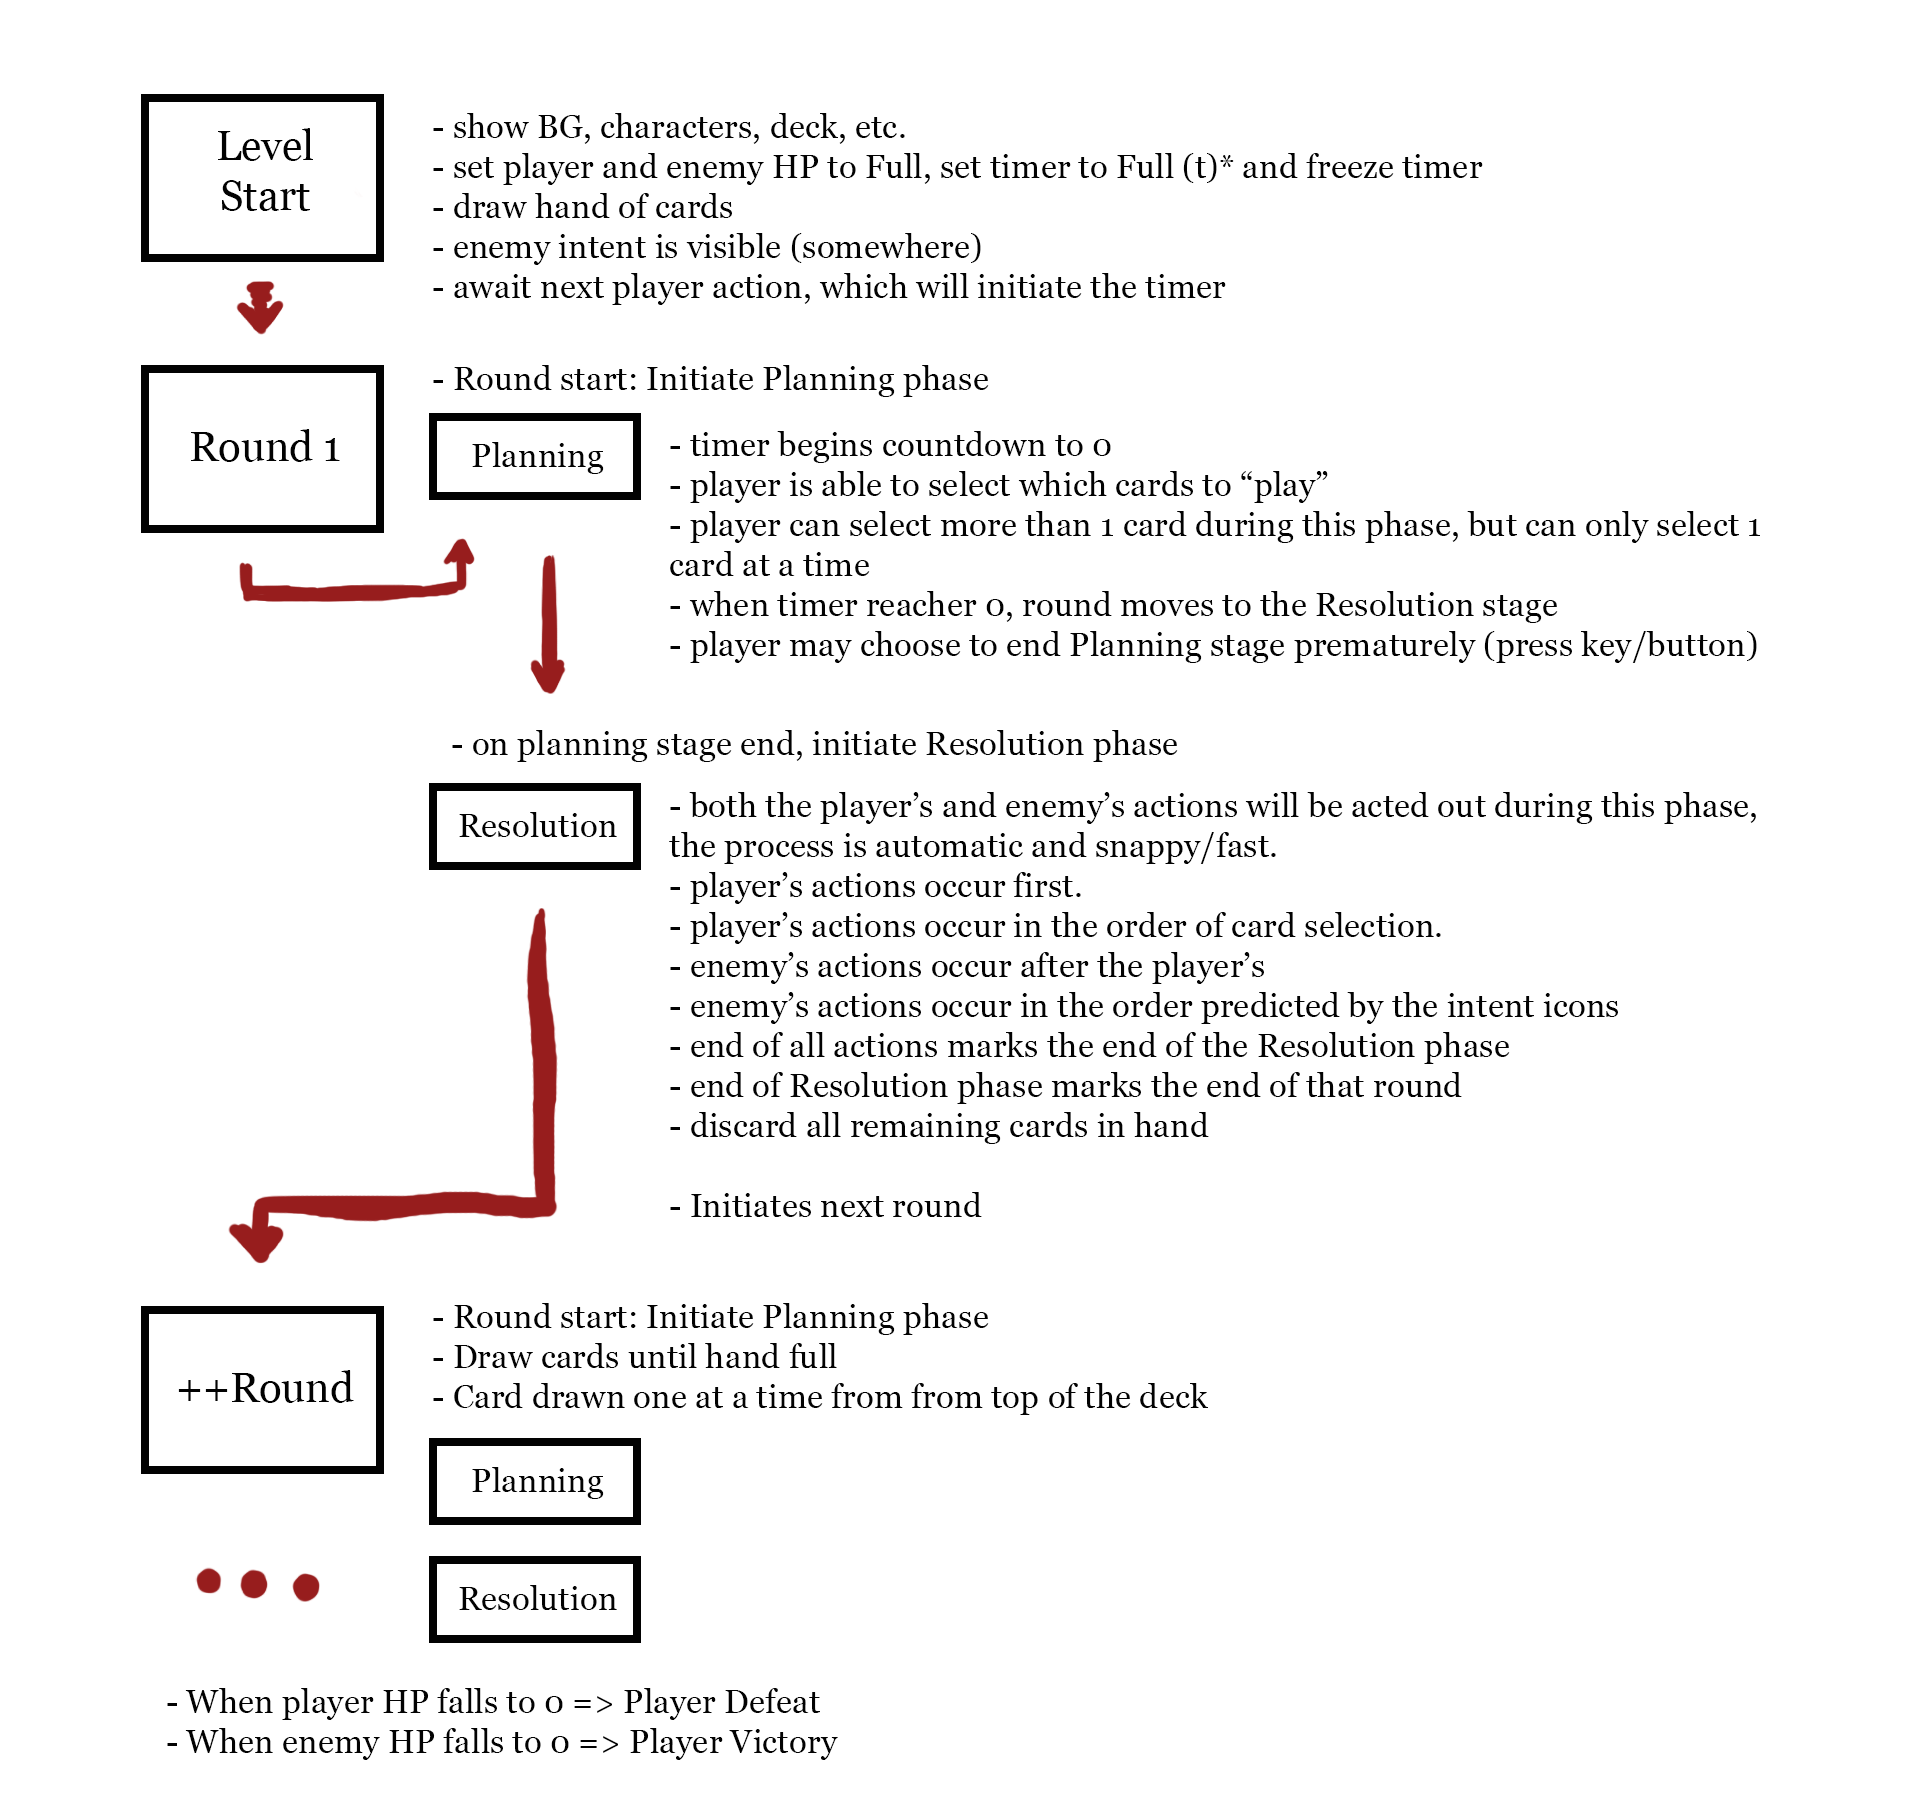 Level
Start
- show BG, characters, deck, etc.
- set player and enemy HP to Full, set timer to Full (t)* and freeze timer
- draw hand of cards
- enemy intent is visible (somewhere)
- await next player action, which will initiate the timer
Round 1
- Round start: Initiate Planning phase
Planning
- timer begins countdown to 0
- player is able to select which cards to “play”
- player can select more than 1 card during this phase, but can only select 1
card at a time
- when timer reacher 0, round moves to the Resolution stage
- player may choose to end Planning stage prematurely (press key/button)
- on planning stage end, initiate Resolution phase
Resolution
- both the player’s and enemy’s actions will be acted out during this phase,
the process is automatic and snappy/fast.
- player’s actions occur first.
- player’s actions occur in the order of card selection.
- enemy’s actions occur after the player’s
- enemy’s actions occur in the order predicted by the intent icons
- end of all actions marks the end of the Resolution phase
- end of Resolution phase marks the end of that round
- discard all remaining cards in hand
- Initiates next round
++Round
- Round start: Initiate Planning phase
- Draw cards until hand full
- Card drawn one at a time from from top of the deck
Planning
Resolution
- When player HP falls to 0 => Player Defeat
- When enemy HP falls to 0 => Player Victory